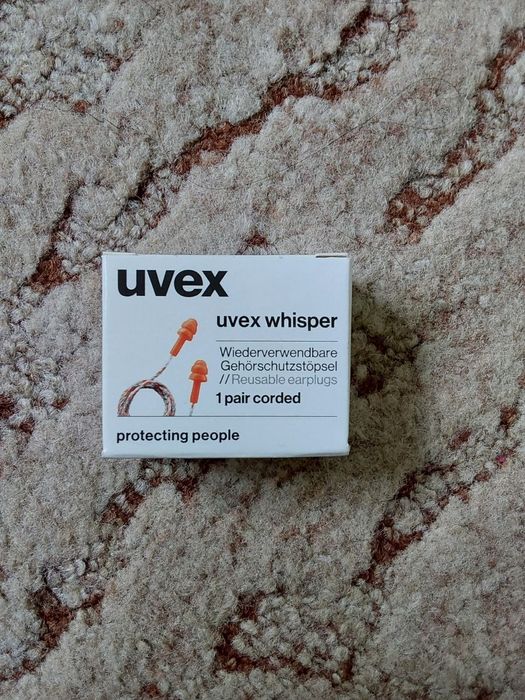 uvex
uvex whisper
Wiederverwendbare
Gehörschutzstöpsel
//Reusable earplugs
1 pair corded
protecting people